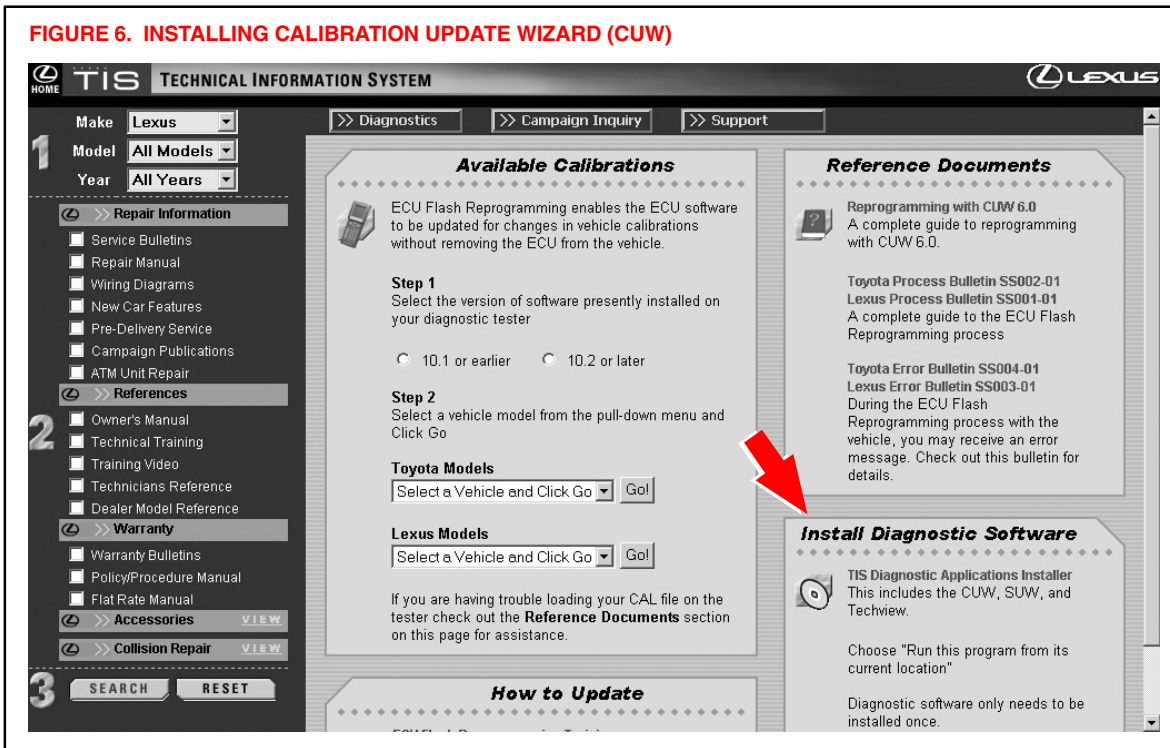 FIGURE 6. INSTALLING CALIBRATION UPDATE WIZARD (CUW)
HOME TIS TECHNICAL INFORMATION SYSTEM
LEXUS
1
Make Lexus
Model All Models
Year All Years
2
>> Repair Information
Service Bulletins
Repair Manual
Wiring Diagrams
New Car Features
Pre-Delivery Service
Campaign Publications
ATM Unit Repair
>> References
Owner's Manual
Technical Training
Training Video
Technicians Reference
Dealer Model Reference
>> Warranty
Warranty Bulletins
Policy/Procedure Manual
Flat Rate Manual
>> Accessories VIEW
>> Collision Repair VIEW
3
SEARCH RESET
>> Diagnostics >> Campaign Inquiry >> Support
Available Calibrations
ECU Flash Reprogramming enables the ECU software
to be updated for changes in vehicle calibrations
without removing the ECU from the vehicle.
Step 1
Select the version of software presently installed on
your diagnostic tester
10.1 or earlier 10.2 or later
Step 2
Select a vehicle model from the pull-down menu and
Click Go
Toyota Models
Select a Vehicle and Click Go Go!
Lexus Models
Select a Vehicle and Click Go Go!
If you are having trouble loading your CAL file on the
tester check out the Reference Documents section
on this page for assistance.
How to Update
Reference Documents
Reprogramming with CUW 6.0
A complete guide to reprogramming
with CUW 6.0.
Toyota Process Bulletin SS002-01
Lexus Process Bulletin SS001-01
A complete guide to the ECU Flash
Reprogramming process
Toyota Error Bulletin SS004-01
Lexus Error Bulletin SS003-01
During the ECU Flash
Reprogramming process with the
vehicle, you may receive an error
message. Check out this bulletin for
details.
Install Diagnostic Software
TIS Diagnostic Applications Installer
This includes the CUW, SUW, and
Techview.
Choose "Run this program from its
current location"
Diagnostic software only needs to be
installed once.